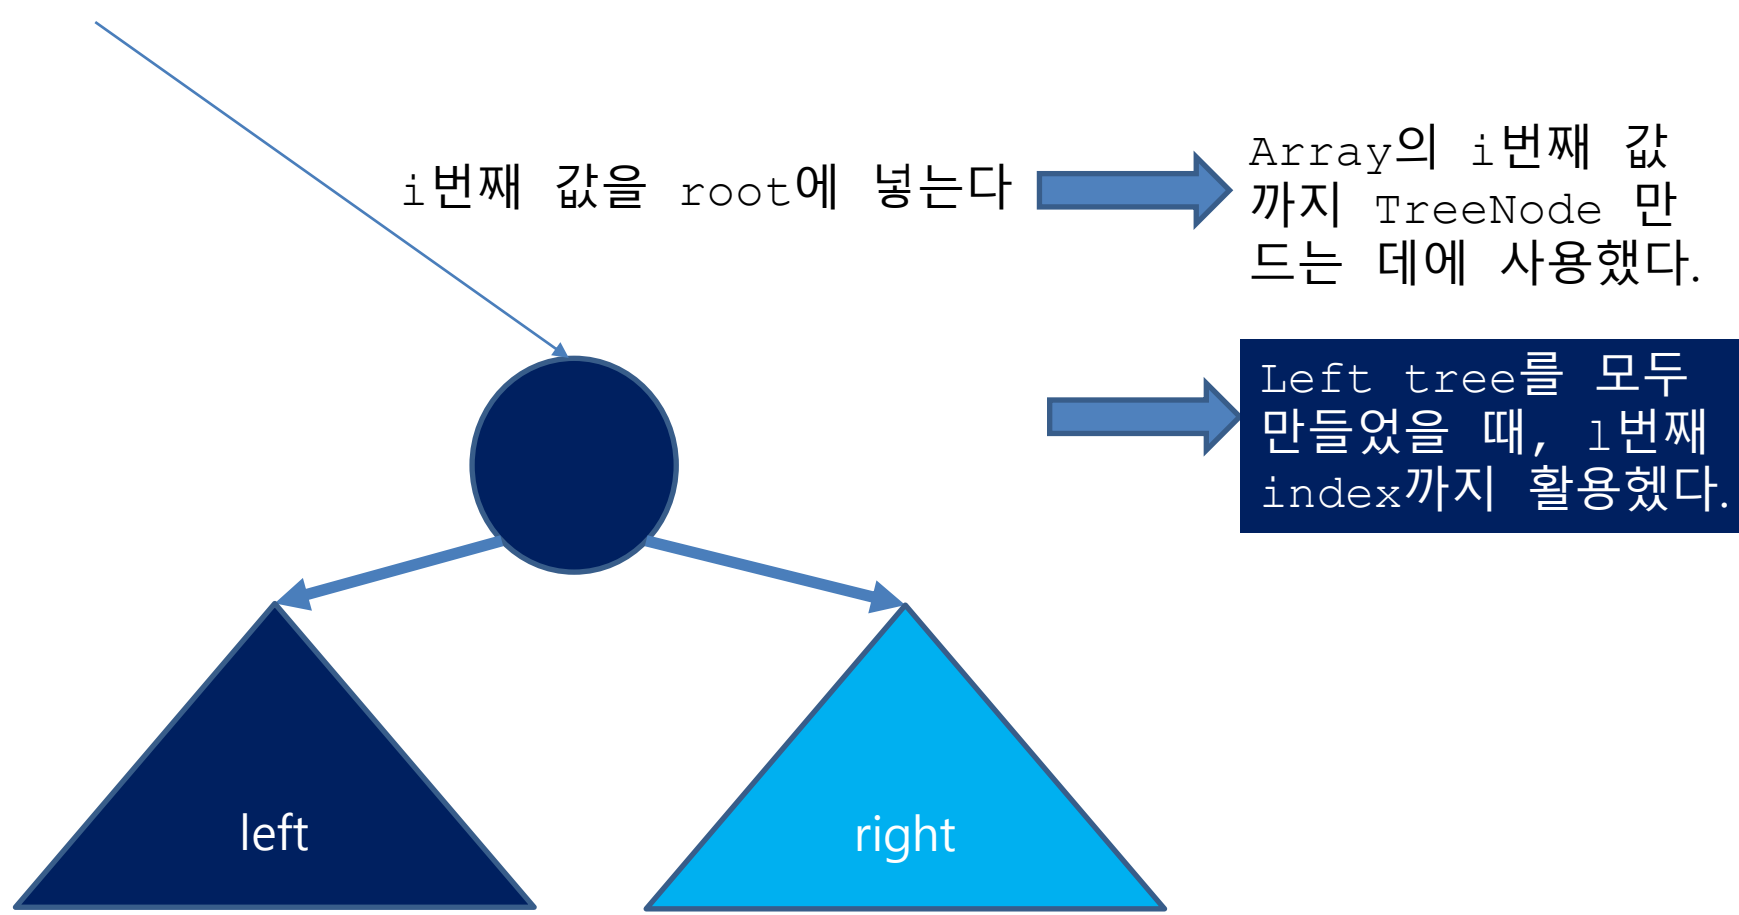 i번째 값을 root에 넣는다
Array의 i번째 값
까지 TreeNode 만
드는 데에 사용했다.
Left tree를 모두
만들었을 때, l번째
index까지 활용헸다.
left
right